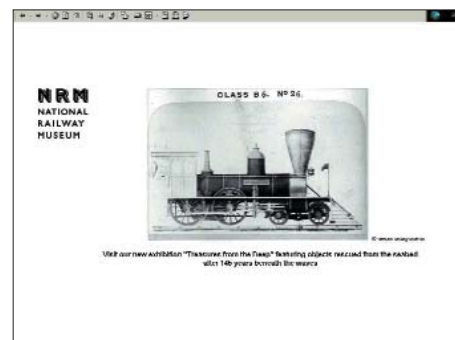 NRM
NATIONAL
RAILWAY
MUSEUM
CLASS B6. Nº 26.
Visit our new exhibition "Treasures from the Deep" featuring objects rescued from the seabed
after 146 years beneath the waves